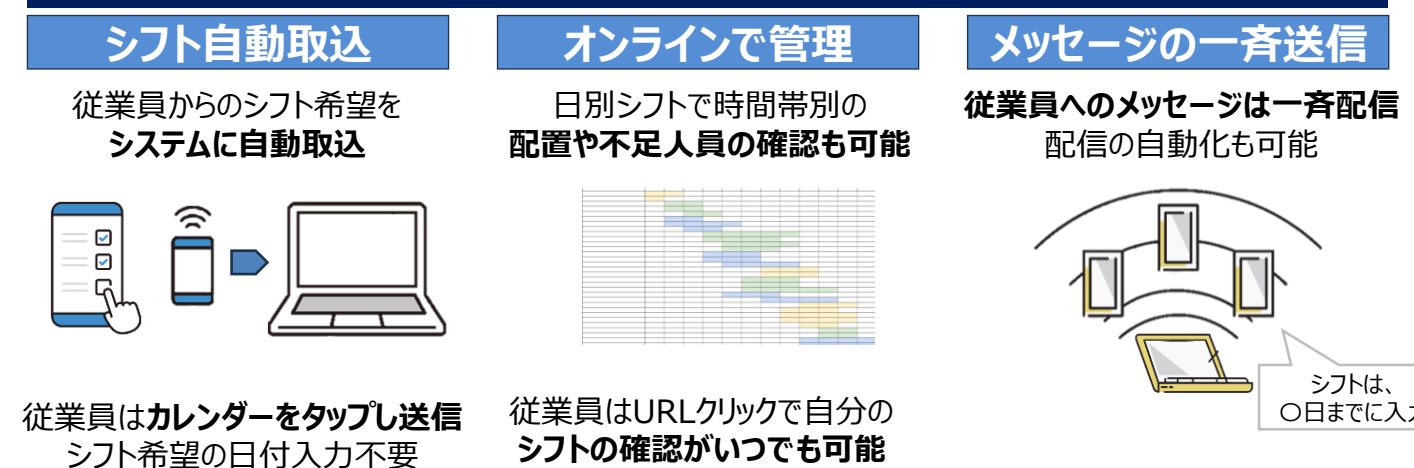 シフト自動取込
従業員からのシフト希望を
システムに自動取込
従業員はカレンダーをタップし送信
シフト希望の日付入力不要
オンラインで管理
日別シフトで時間帯別の
配置や不足人員の確認も可能
従業員はURLクリックで自分の
シフトの確認がいつでも可能
メッセージの一斉送信
従業員へのメッセージは一斉配信
配信の自動化も可能
シフトは、
〇日までに入